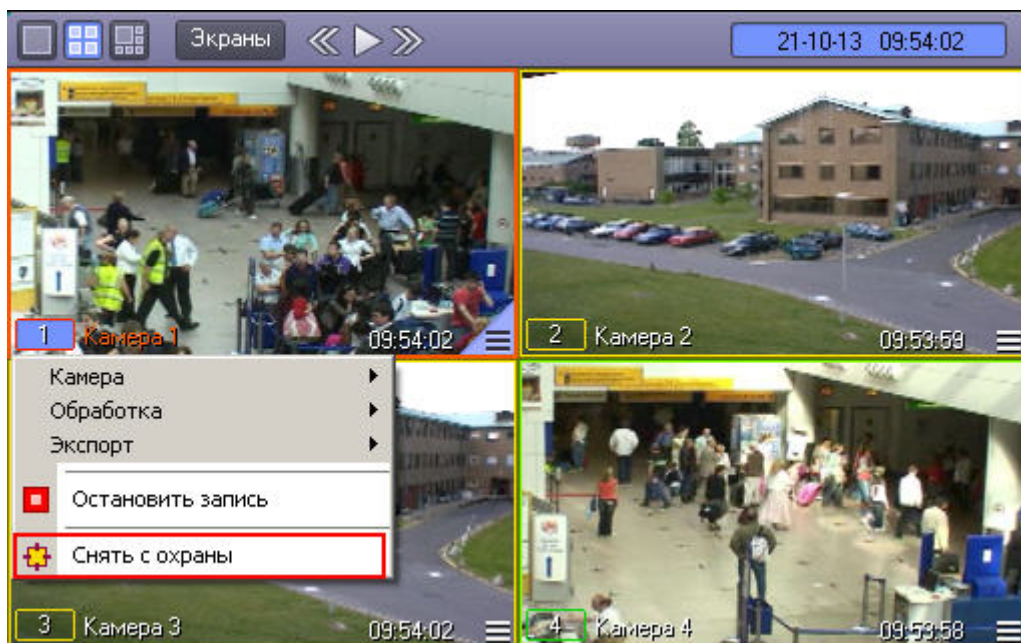 Экраны
21-10-13 09:54:02
1 Камера 1 09:54:02
2 Камера 2 09:53:59
Камера
Обработка
Экспорт
Остановить запись
Снять с охраны
3 Камера 3 09:54:02
4 Камера 4 09:53:58